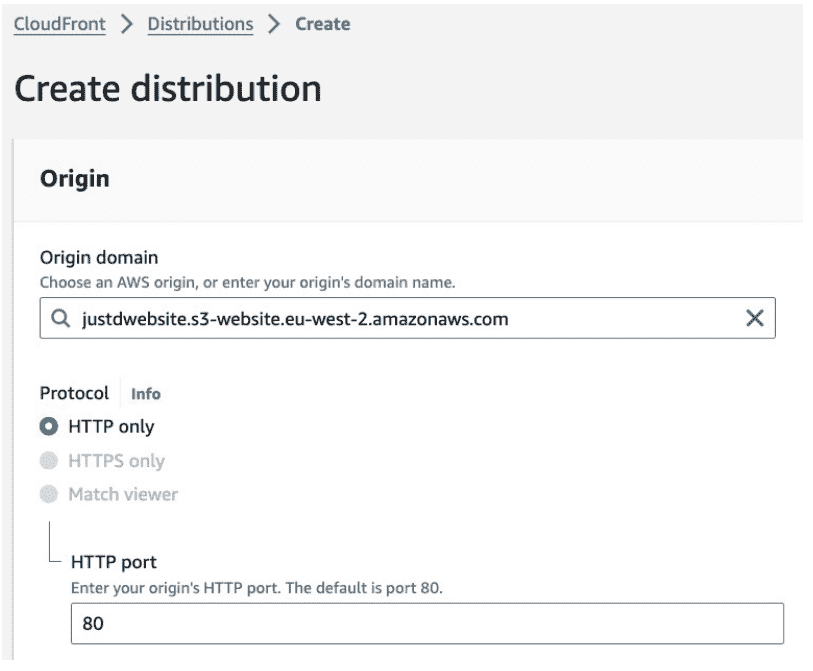 CloudFront > Distributions > Create
Create distribution
Origin
Origin domain
Choose an AWS origin, or enter your origin's domain name.
justdwebsite.s3-website.eu-west-2.amazonaws.com
Protocol Info
HTTP only
HTTPS only
Match viewer
HTTP port
Enter your origin's HTTP port. The default is port 80.
80